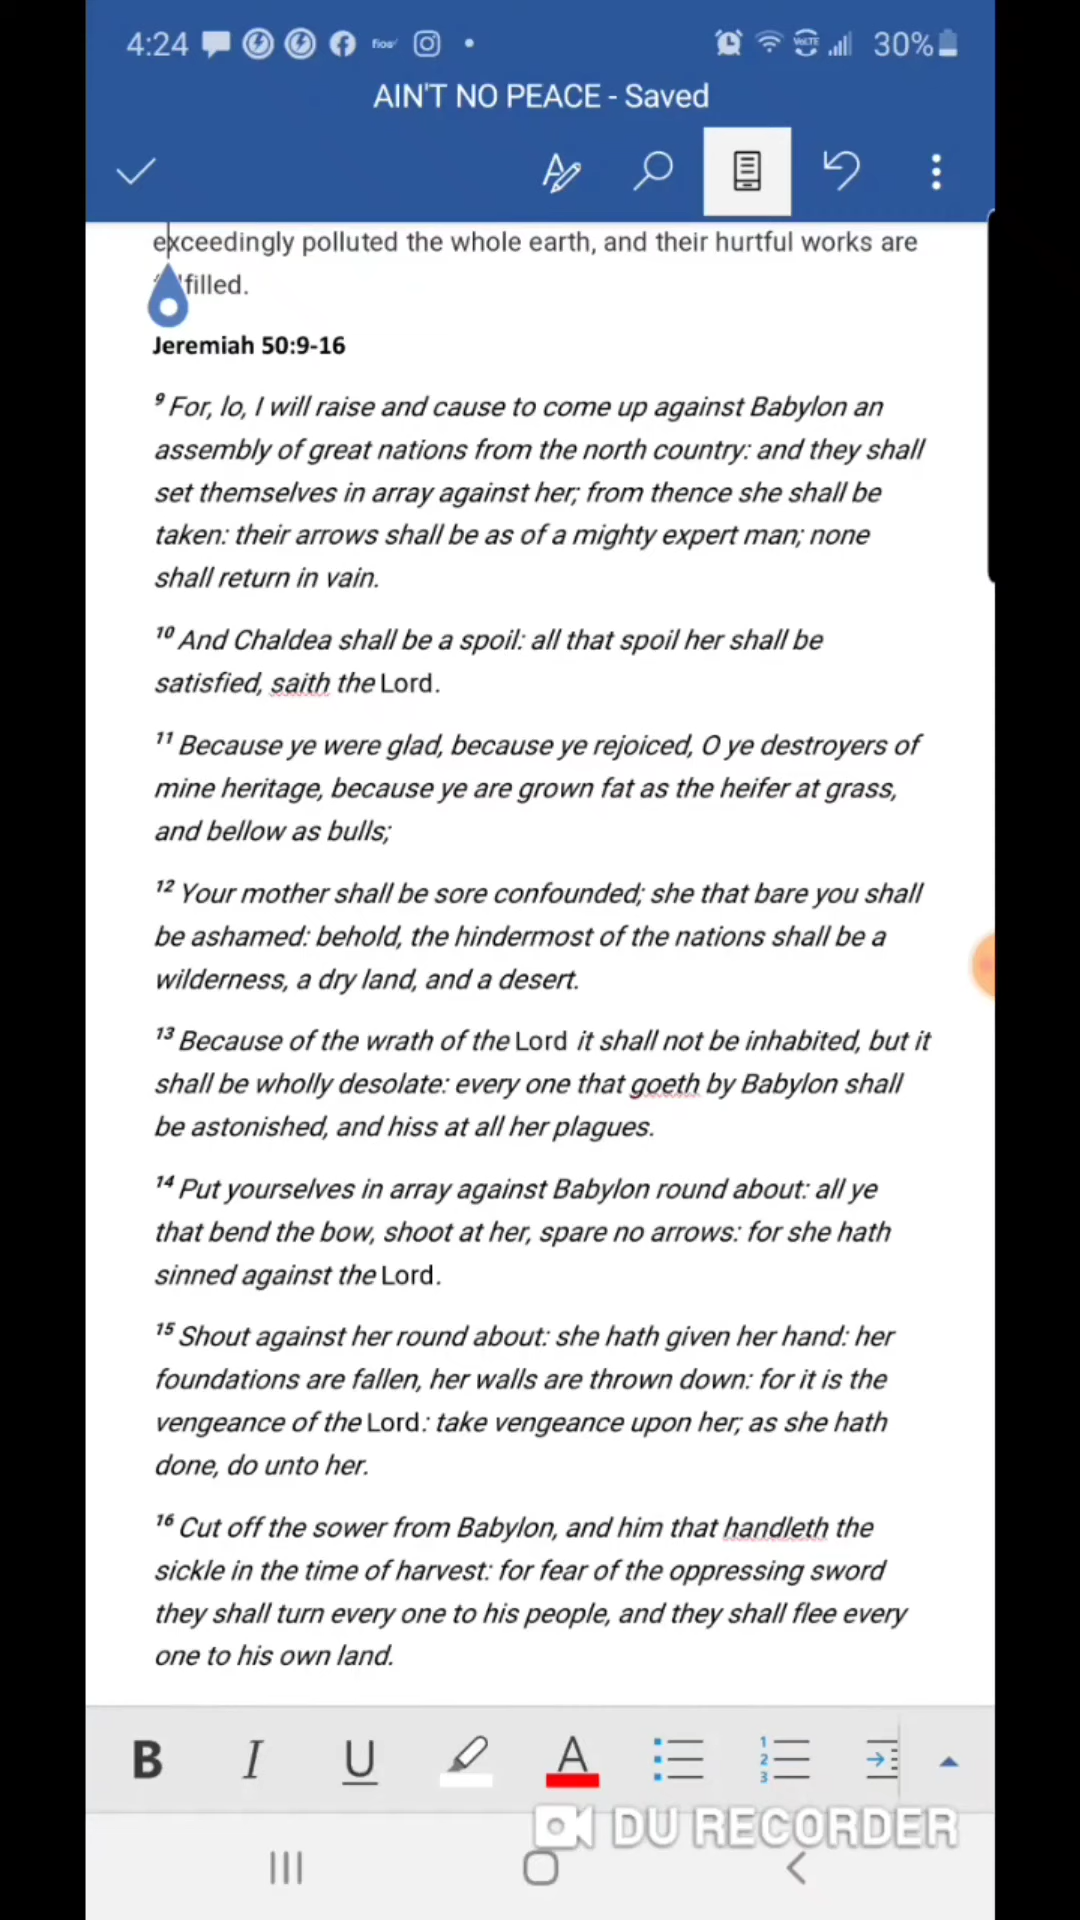 4:24 fios VoLTE 30%
AIN'T NO PEACE - Saved
exceedingly polluted the whole earth, and their hurtful works are
filled.
Jeremiah 50:9-16
9 For, lo, I will raise and cause to come up against Babylon an
assembly of great nations from the north country: and they shall
set themselves in array against her; from thence she shall be
taken: their arrows shall be as of a mighty expert man; none
shall return in vain.
10 And Chaldea shall be a spoil: all that spoil her shall be
satisfied, saith the Lord.
11 Because ye were glad, because ye rejoiced, O ye destroyers of
mine heritage, because ye are grown fat as the heifer at grass,
and bellow as bulls;
12 Your mother shall be sore confounded; she that bare you shall
be ashamed: behold, the hindermost of the nations shall be a
wilderness, a dry land, and a desert.
13 Because of the wrath of the Lord it shall not be inhabited, but it
shall be wholly desolate: every one that goeth by Babylon shall
be astonished, and hiss at all her plagues.
14 Put yourselves in array against Babylon round about: all ye
that bend the bow, shoot at her, spare no arrows: for she hath
sinned against the Lord.
15 Shout against her round about: she hath given her hand: her
foundations are fallen, her walls are thrown down: for it is the
vengeance of the Lord: take vengeance upon her; as she hath
done, do unto her.
16 Cut off the sower from Babylon, and him that handleth the
sickle in the time of harvest: for fear of the oppressing sword
they shall turn every one to his people, and they shall flee every
one to his own land.
B I U A 1 2 3
DU RECORDER